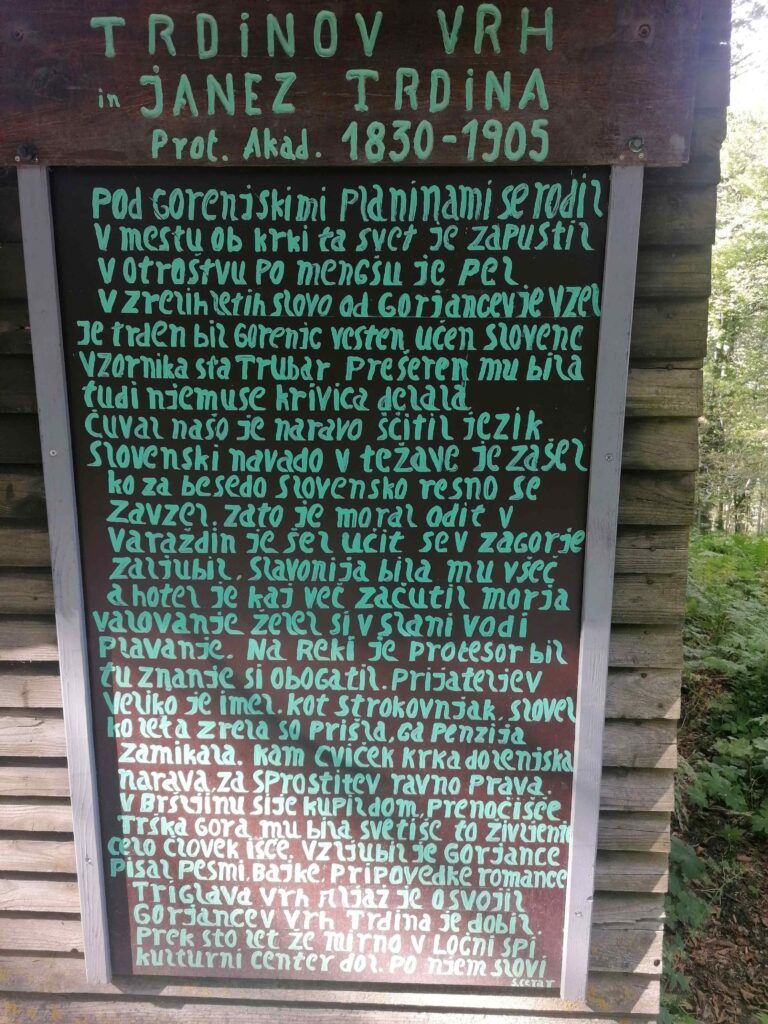 TRDINOV VRH
in JANEZ TRDINA
Prof. Akad. 1830-1905
POD GORENJSKIMI PLANINAMI SE RODIL
V MESTU OB KRKI TA SVET JE ZAPUSTIL
V OTROŠTVU PO MENGŠU JE PEL
V ZRELIH LETIH SLOVO OD GORJANCEV JE VZEL
JE TRDEN BIL GORENJC VESTEN, UČEN SLOVENC
VZORNIKA STA TRUBAR PREŠEREN MU BILA
TUDI NJEMU SE KRIVICA DELALA
ČUVAL NAŠO JE NARAVO ŠČITIL JEZIK
SLOVENSKI NAVADO V TEŽAVE JE ZAŠEL
KO ZA BESEDO SLOVENSKO RESNO SE
ZAVZEL, ZATO JE MORAL ODIT V
VARAŽDIN JE ŠEL UČIT SE V ZAGORJE
ZALJUBIL. SLAVONIJA BILA MU VŠEČ
A HOTEL JE KAJ VEČ ZAČUTIL MORJA
VALOVANJE ŽELEL SI V SLANI VODI
PLAVANJE. NA REKI JE PROFESOR BIL
TU ZNANJE SI OBOGATIL. PRIJATELJEV
VELIKO JE IMEL. KOT STROKOVNJAK. SLOVEL
KO LETA ZRELA SO PRIŠLA, GA PENZIJA
ZAMIKALA. KAM CVIČEK KRKA DOLENJSKA
NARAVA, ZA SPROSTITEV RAVNO PRAVA.
V BRŠLJINU SI JE KUPIL DOM, PRENOČIŠČE
TRŠKA GORA MU BILA SVETIŠE TO ŽIVLJENJE
CELO ČLOVEK IŠČE. VZLJUBIL JE GORJANCE
PISAL PESMI, BAJKE, PRIPOVEDKE ROMANCE
TRIGLAVA VRH ALJAŽ JE OSVOJIL
GORJANCEV VRH TRDINA JE DOBIL.
PREK STO LET ŽE MIRNO V LOČNI SPI
KULTURNI CENTER DOL. PO NJEM SLOVI
S.CERAR